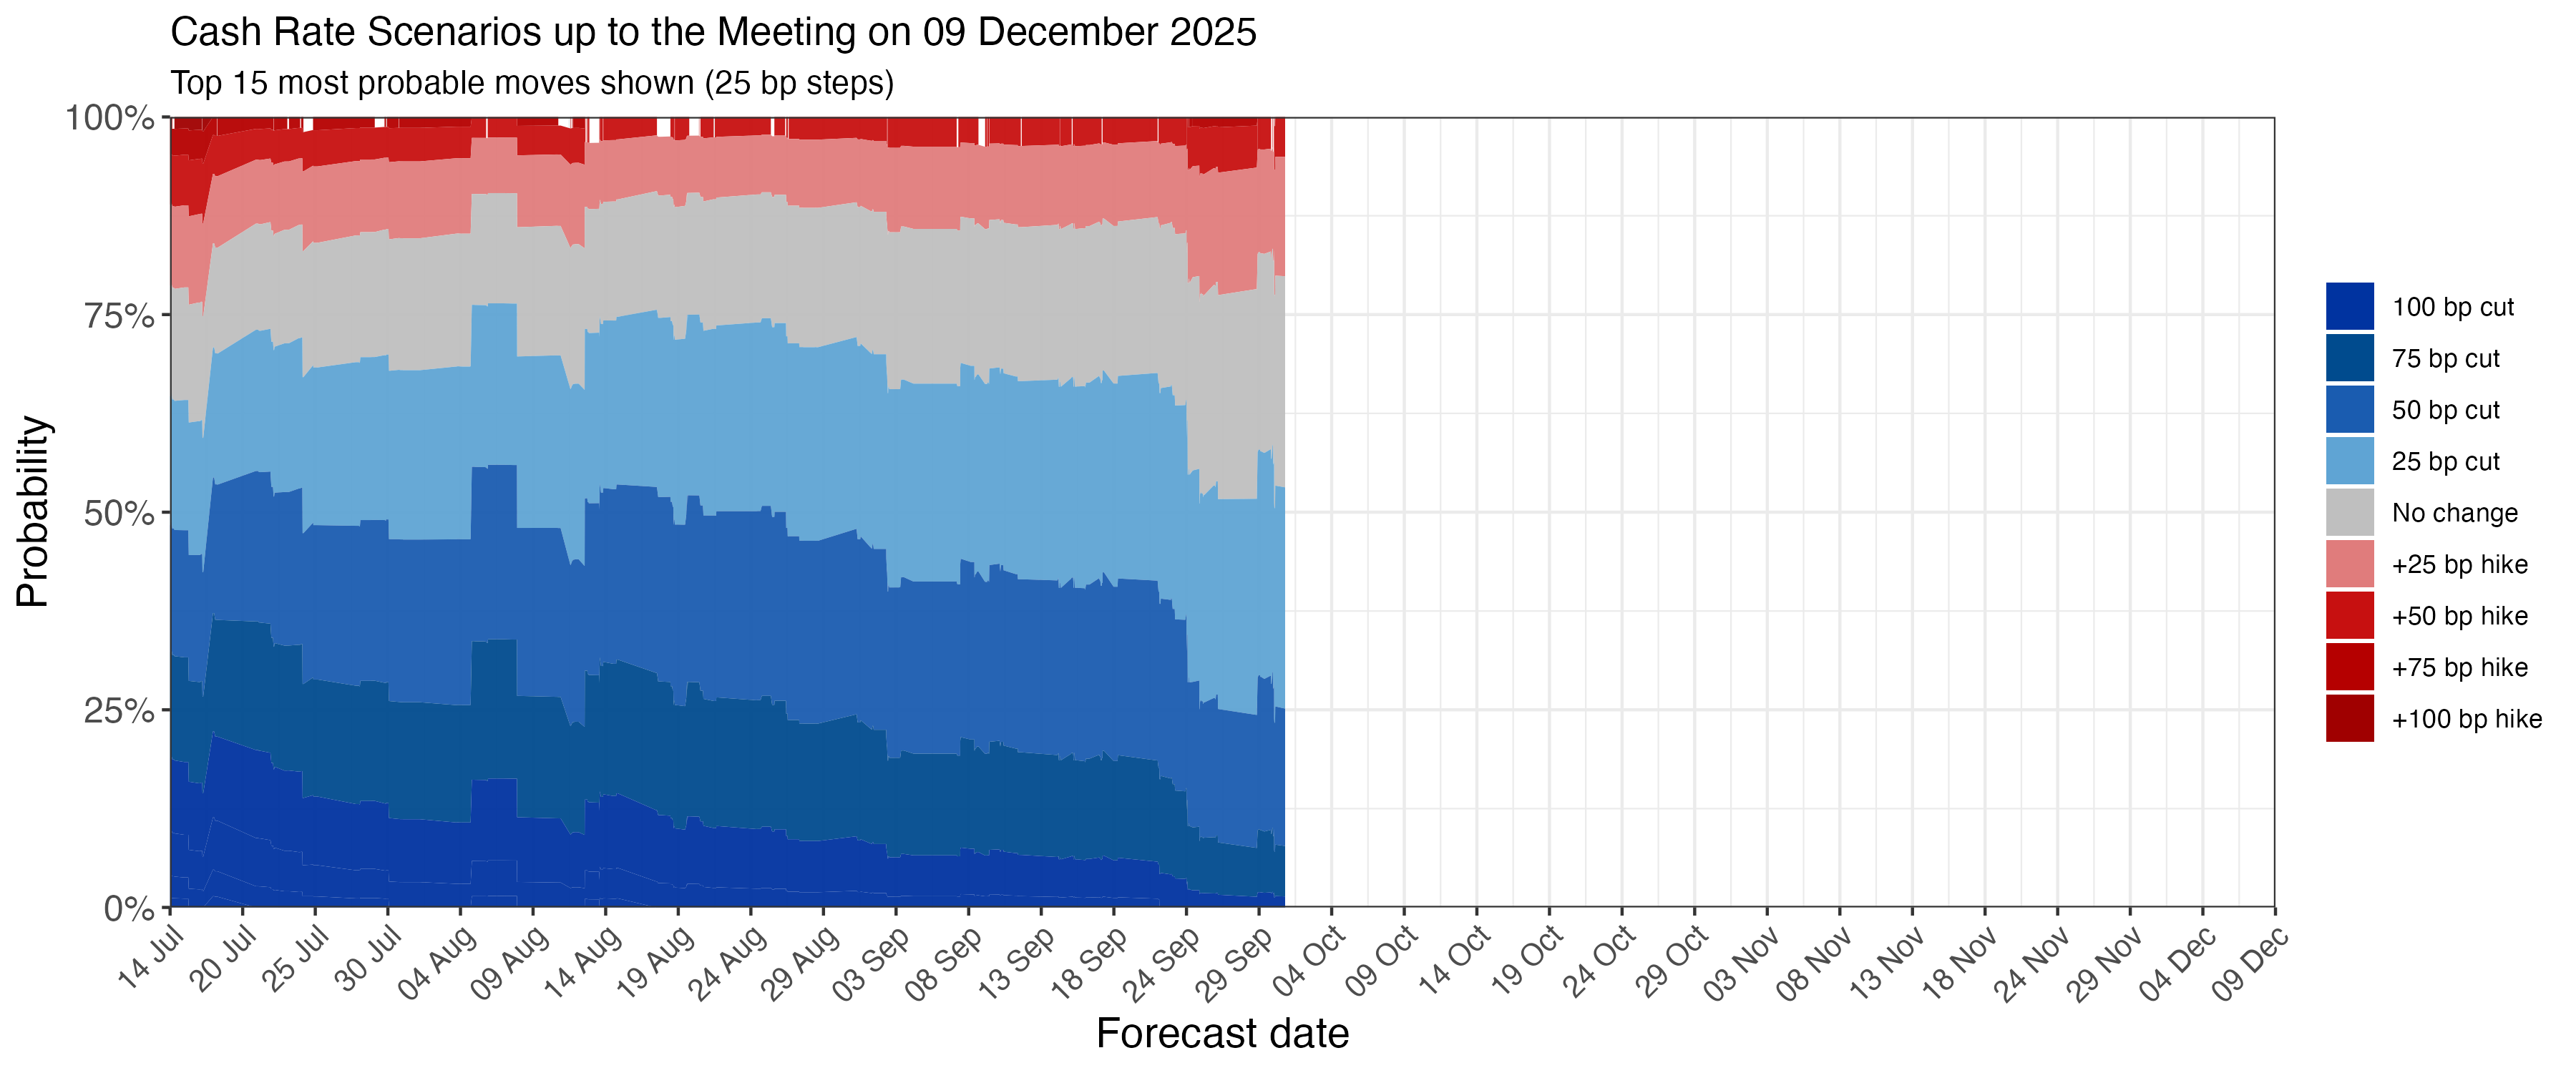 Cash Rate Scenarios up to the Meeting on 09 December 2025
Top 15 most probable moves shown (25 bp steps)
100%
75%
50%
25%
0%
Probability
14 Jul
20 Jul
25 Jul
30 Jul
04 Aug
09 Aug
14 Aug
19 Aug
24 Aug
29 Aug
03 Sep
08 Sep
13 Sep
18 Sep
24 Sep
29 Sep
04 Oct
09 Oct
14 Oct
19 Oct
24 Oct
29 Oct
03 Nov
08 Nov
13 Nov
18 Nov
24 Nov
29 Nov
04 Dec
09 Dec
Forecast date
100 bp cut
75 bp cut
50 bp cut
25 bp cut
No change
+25 bp hike
+50 bp hike
+75 bp hike
+100 bp hike